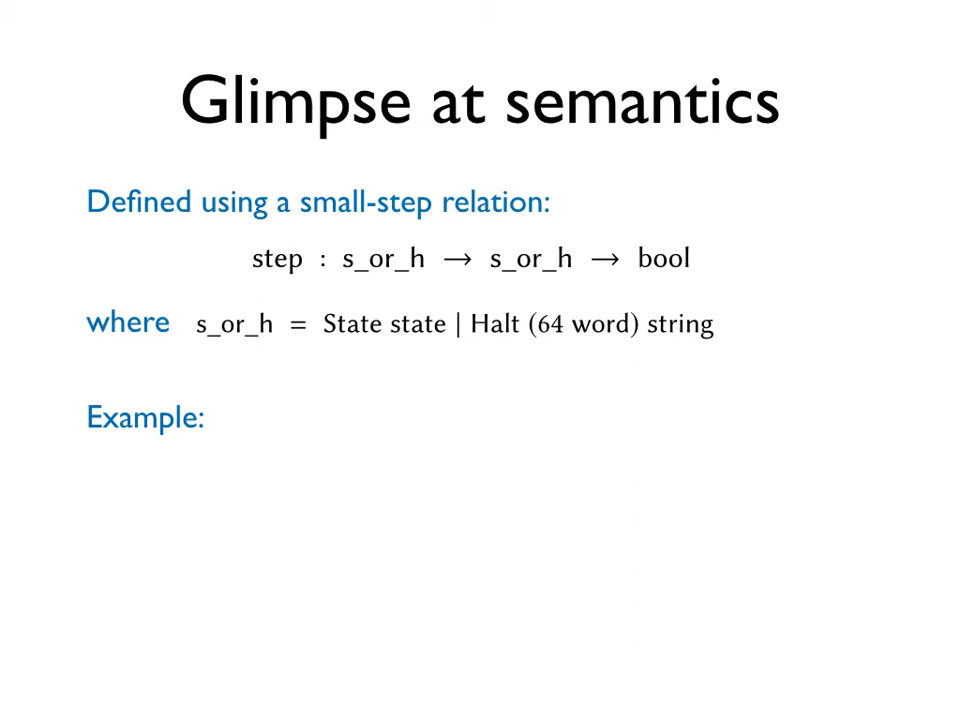 Glimpse at semantics
Defined using a small-step relation:
step : s_or_h → s_or_h → bool
where s_or_h = State state | Halt (64 word) string
Example: